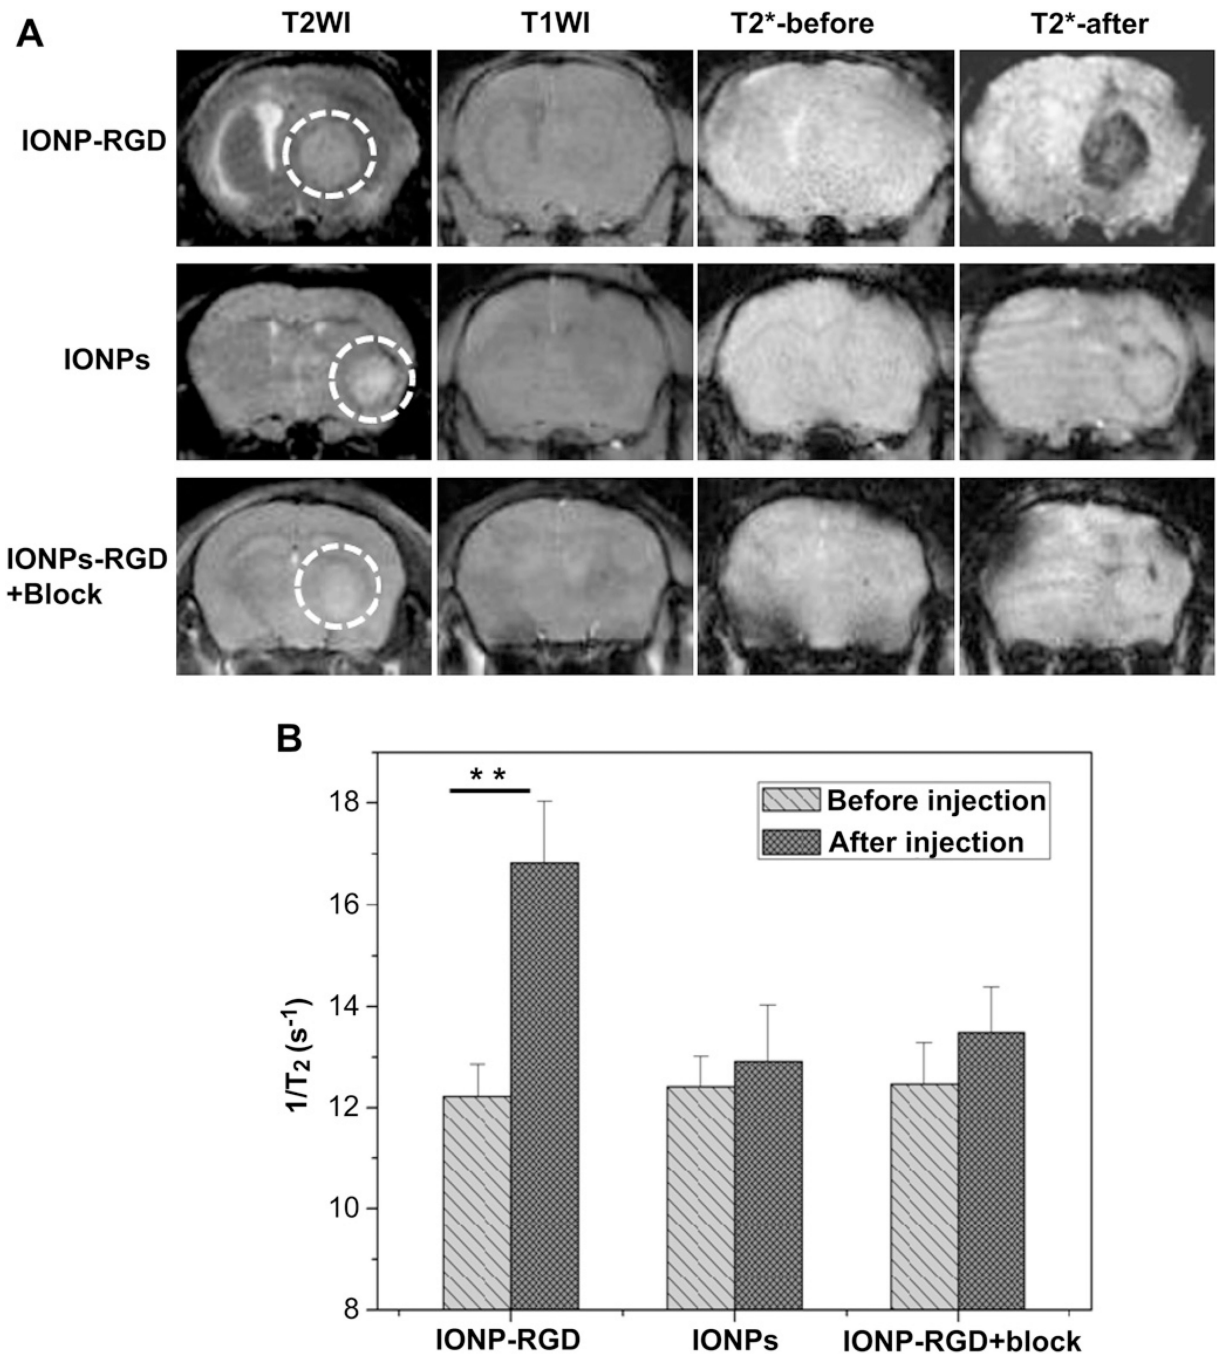 A
T2WI T1WI T2*-before T2*-after
IONP-RGD
IONPs
IONPs-RGD
+Block
B
**
Before injection
After injection
18
16
14
12
10
8
1/T2 (s-1)
IONP-RGD IONPs IONP-RGD+block